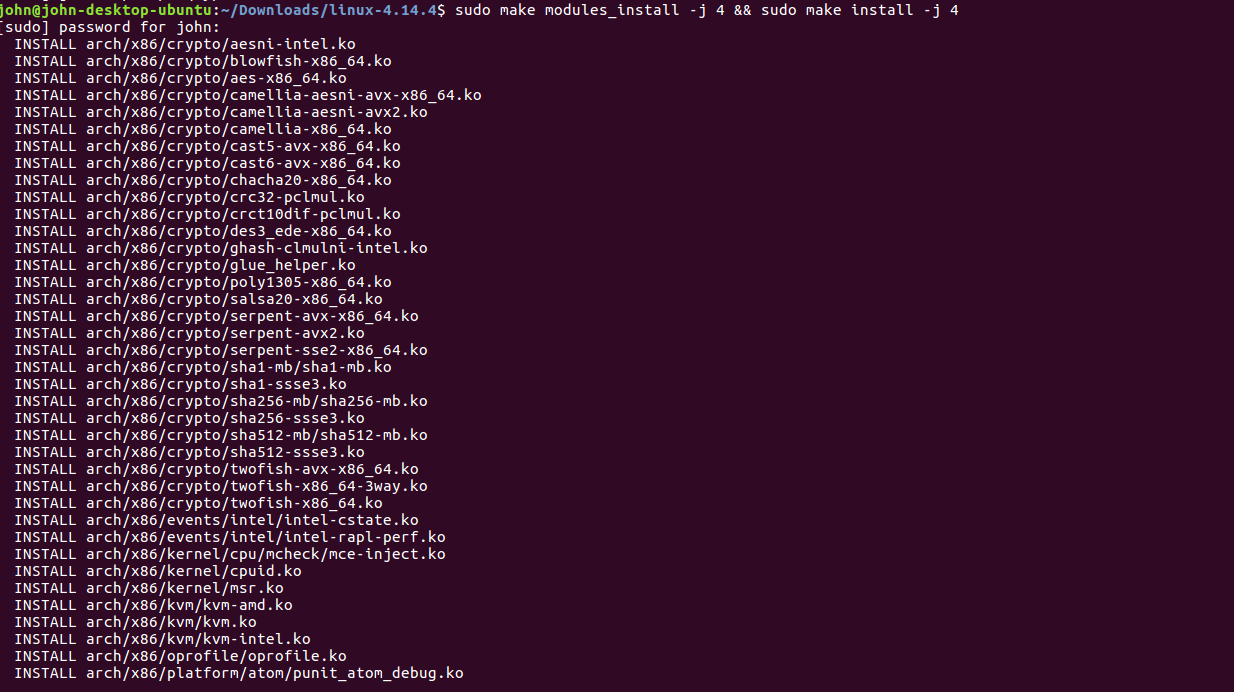 john@john-desktop-ubuntu:~/Downloads/linux-4.14.4$ sudo make modules_install -j 4 && sudo make install -j 4
[sudo] password for john:
INSTALL arch/x86/crypto/aesni-intel.ko
INSTALL arch/x86/crypto/blowfish-x86_64.ko
INSTALL arch/x86/crypto/aes-x86_64.ko
INSTALL arch/x86/crypto/camellia-aesni-avx-x86_64.ko
INSTALL arch/x86/crypto/camellia-aesni-avx2.ko
INSTALL arch/x86/crypto/camellia-x86_64.ko
INSTALL arch/x86/crypto/cast5-avx-x86_64.ko
INSTALL arch/x86/crypto/cast6-avx-x86_64.ko
INSTALL arch/x86/crypto/chacha20-x86_64.ko
INSTALL arch/x86/crypto/crc32-pclmul.ko
INSTALL arch/x86/crypto/crct10dif-pclmul.ko
INSTALL arch/x86/crypto/des3_ede-x86_64.ko
INSTALL arch/x86/crypto/ghash-clmulni-intel.ko
INSTALL arch/x86/crypto/glue_helper.ko
INSTALL arch/x86/crypto/poly1305-x86_64.ko
INSTALL arch/x86/crypto/salsa20-x86_64.ko
INSTALL arch/x86/crypto/serpent-avx-x86_64.ko
INSTALL arch/x86/crypto/serpent-avx2.ko
INSTALL arch/x86/crypto/serpent-sse2-x86_64.ko
INSTALL arch/x86/crypto/sha1-mb/sha1-mb.ko
INSTALL arch/x86/crypto/sha1-ssse3.ko
INSTALL arch/x86/crypto/sha256-mb/sha256-mb.ko
INSTALL arch/x86/crypto/sha256-ssse3.ko
INSTALL arch/x86/crypto/sha512-mb/sha512-mb.ko
INSTALL arch/x86/crypto/sha512-ssse3.ko
INSTALL arch/x86/crypto/twofish-avx-x86_64.ko
INSTALL arch/x86/crypto/twofish-x86_64-3way.ko
INSTALL arch/x86/crypto/twofish-x86_64.ko
INSTALL arch/x86/events/intel/intel-cstate.ko
INSTALL arch/x86/events/intel/intel-rapl-perf.ko
INSTALL arch/x86/kernel/cpu/mcheck/mce-inject.ko
INSTALL arch/x86/kernel/cpuid.ko
INSTALL arch/x86/kernel/msr.ko
INSTALL arch/x86/kvm/kvm-amd.ko
INSTALL arch/x86/kvm/kvm.ko
INSTALL arch/x86/kvm/kvm-intel.ko
INSTALL arch/x86/oprofile/oprofile.ko
INSTALL arch/x86/platform/atom/punit_atom_debug.ko